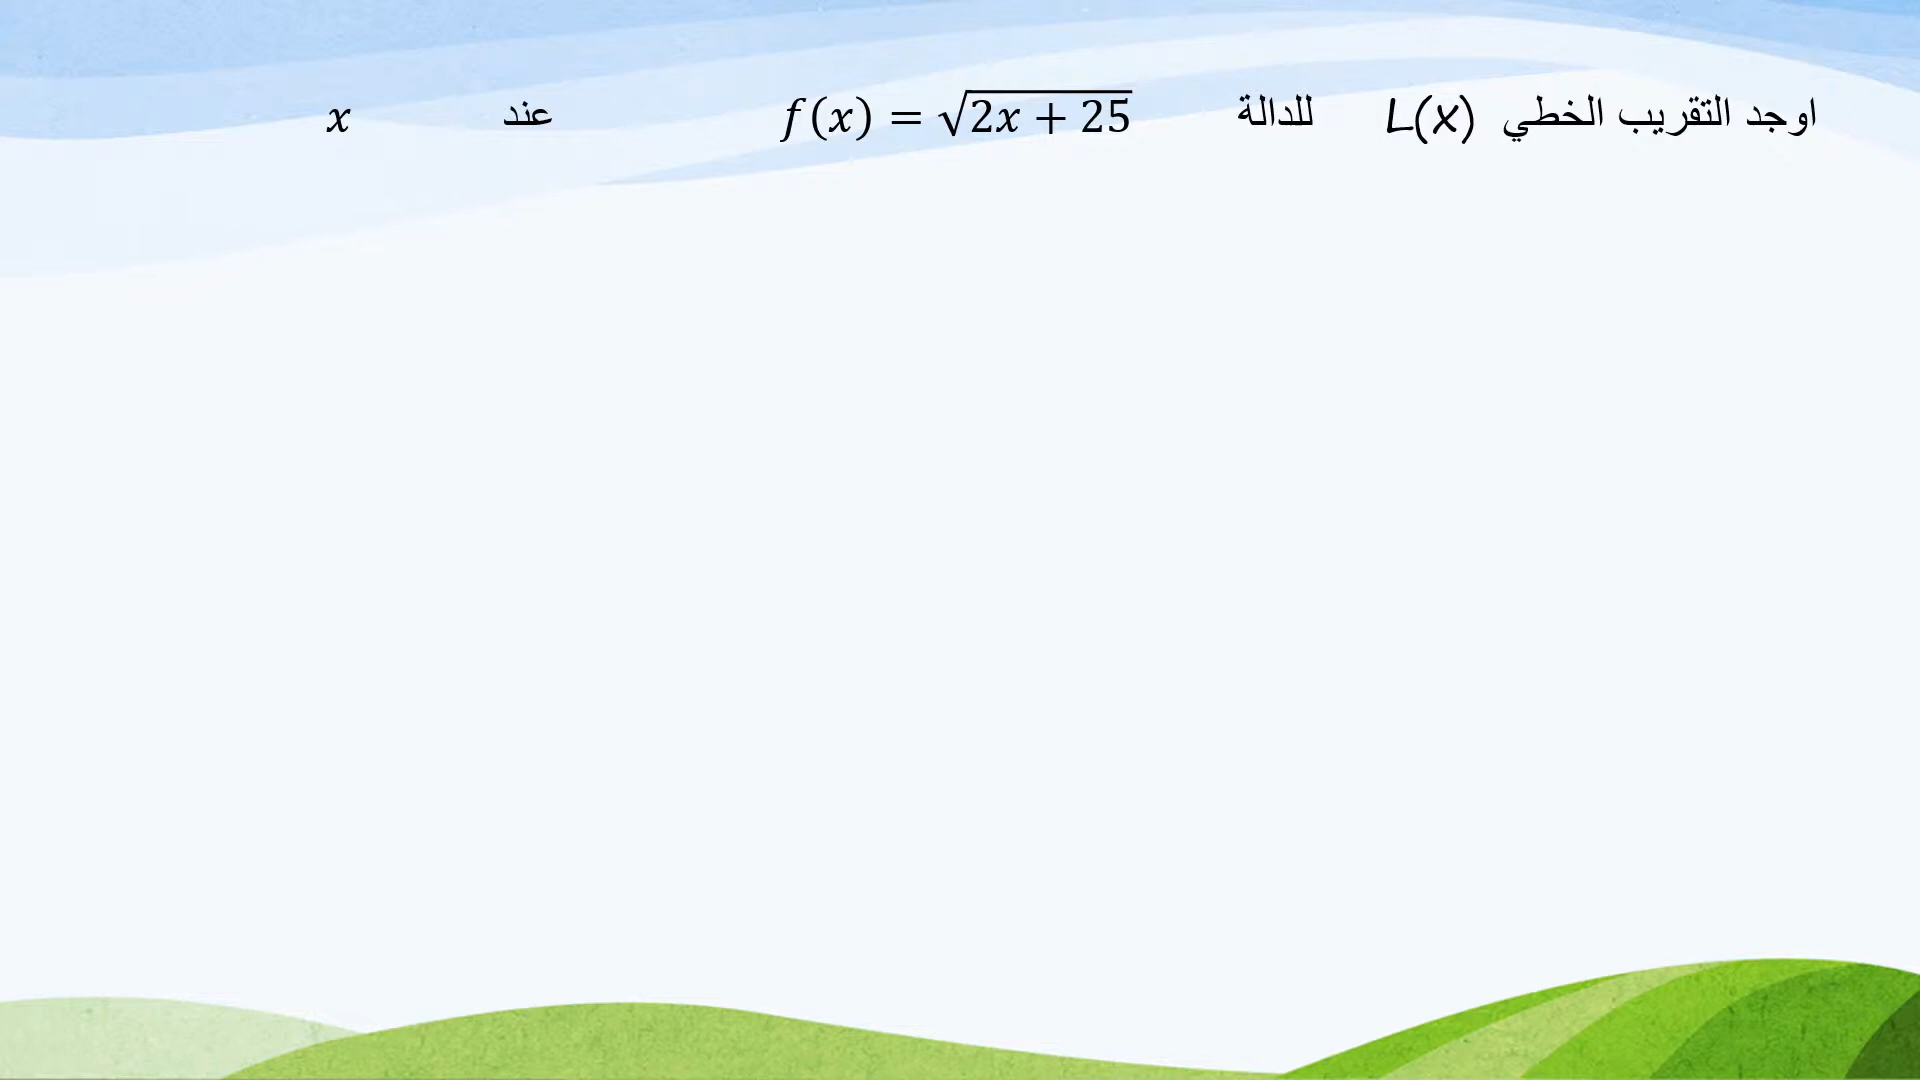 اوجد التقريب الخطي L(x) للدالة f(x) = √(2x + 25) عند x